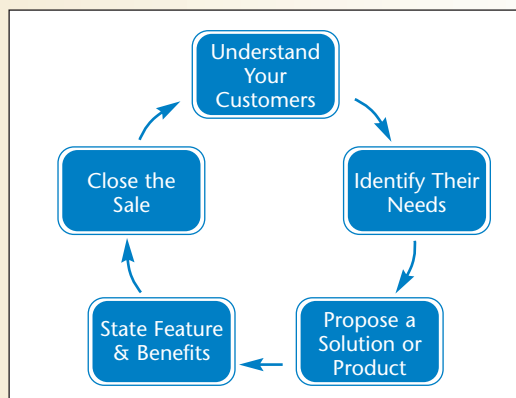 Understand
Your
Customers
Identify Their
Needs
Propose a
Solution or
Product
State Feature
& Benefits
Close the
Sale